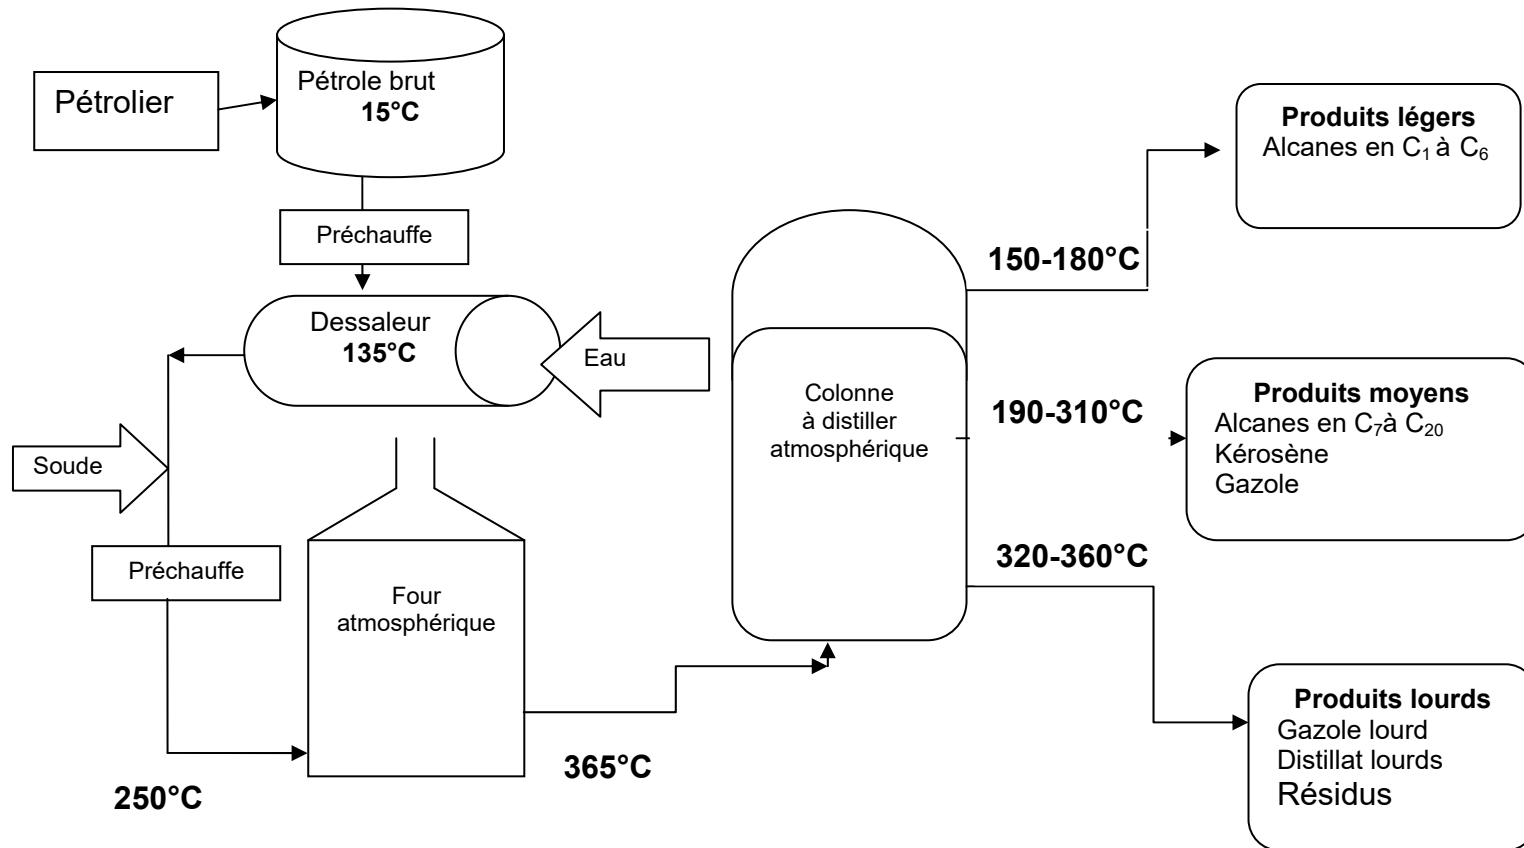 Pétrolier
Pétrole brut
15°C
Préchauffe
Dessaleur
135°C
Eau
Soude
Préchauffe
250°C
Four
atmosphérique
365°C
Colonne
à distiller
atmosphérique
150-180°C
190-310°C
320-360°C
Produits légers
Alcanes en C₁ à C₆
Produits moyens
Alcanes en C₇à C₂₀
Kérosène
Gazole
Produits lourds
Gazole lourd
Distillat lourds
Résidus